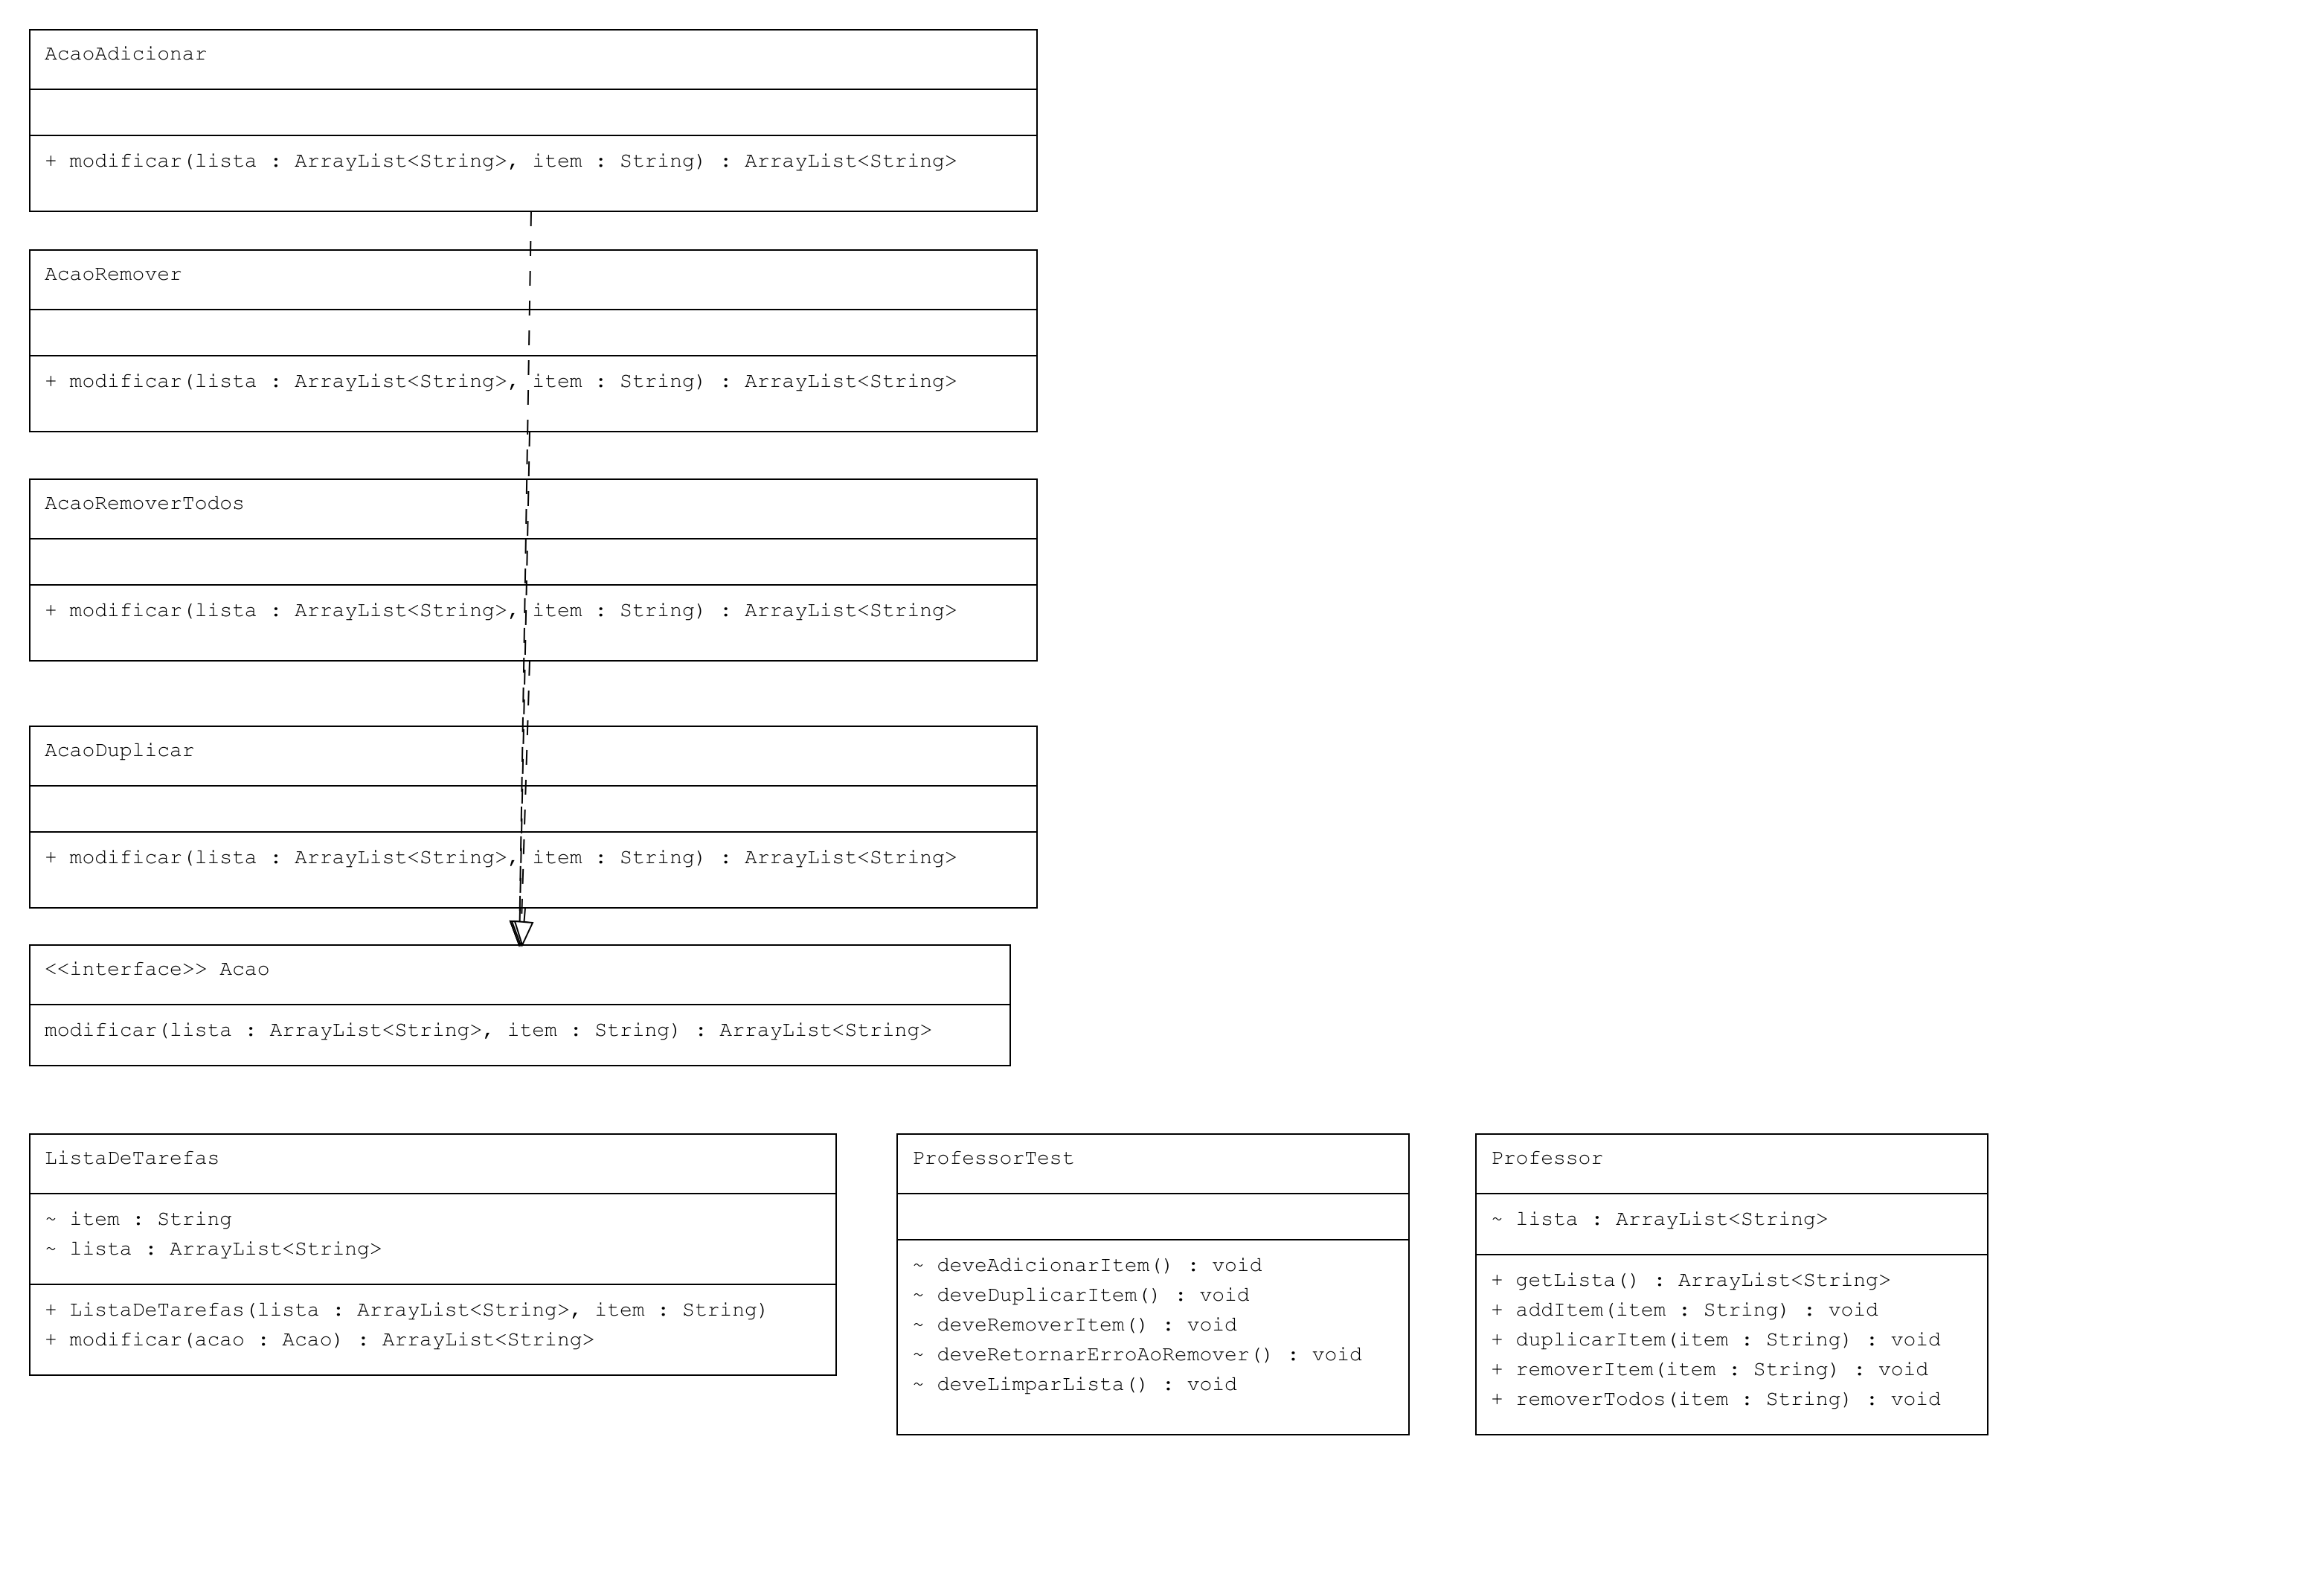 AcaoAdicionar
+ modificar(lista : ArrayList<String>, item : String) : ArrayList<String>
AcaoRemover
+ modificar(lista : ArrayList<String>, item : String) : ArrayList<String>
AcaoRemoverTodos
+ modificar(lista : ArrayList<String>, item : String) : ArrayList<String>
AcaoDuplicar
+ modificar(lista : ArrayList<String>, item : String) : ArrayList<String>
<<interface>> Acao
modificar(lista : ArrayList<String>, item : String) : ArrayList<String>
ListaDeTarefas
~ item : String
~ lista : ArrayList<String>
+ ListaDeTarefas(lista : ArrayList<String>, item : String)
+ modificar(acao : Acao) : ArrayList<String>
ProfessorTest
~ deveAdicionarItem() : void
~ deveDuplicarItem() : void
~ deveRemoverItem() : void
~ deveRetornarErroAoRemover() : void
~ deveLimparLista() : void
Professor
~ lista : ArrayList<String>
+ getLista() : ArrayList<String>
+ addItem(item : String) : void
+ duplicarItem(item : String) : void
+ removerItem(item : String) : void
+ removerTodos(item : String) : void